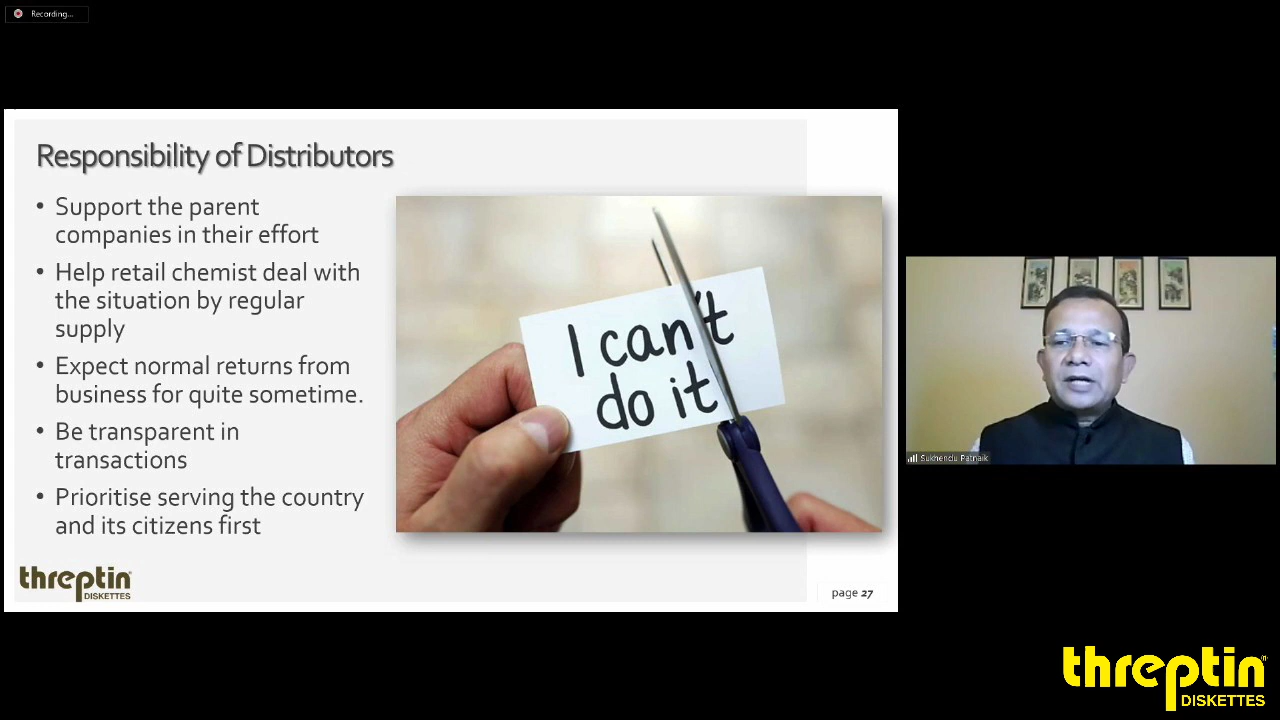 Recording...
Responsibility of Distributors
• Support the parent
companies in their effort
• Help retail chemist deal with
the situation by regular
supply
• Expect normal returns from
business for quite sometime.
• Be transparent in
transactions
• Prioritise serving the country
and its citizens first
I can't
do it
threptin
DISKETTES
page 27
Sukhendu Patnaik
threptin
DISKETTES